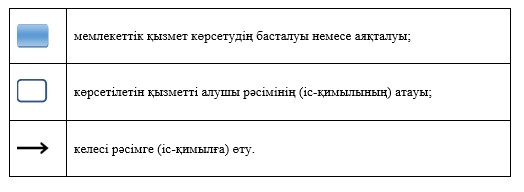 мемлекеттік қызмет көрсетудің басталуы немесе аяқталуы;
көрсетілетін қызметті алушы рәсімінің (іс-қимылының) атауы;
келесі рәсімге (іс-қимылға) өту.